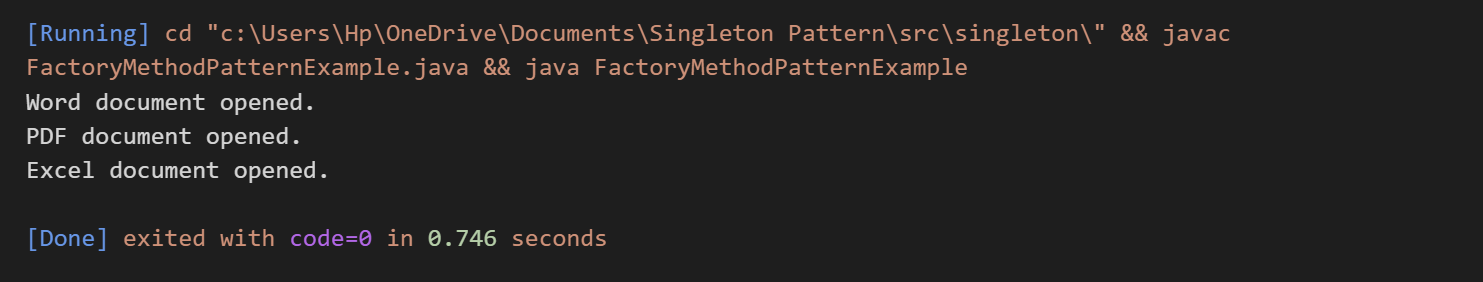 [Running] cd "c:\Users\Hp\OneDrive\Documents\Singleton Pattern\src\singleton\" && javac
FactoryMethodPatternExample.java && java FactoryMethodPatternExample
Word document opened.
PDF document opened.
Excel document opened.
[Done] exited with code=0 in 0.746 seconds